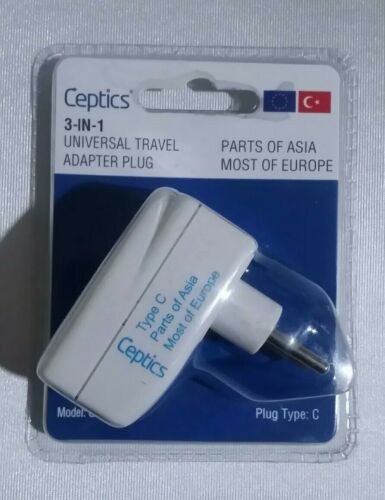 Ceptics
3-IN-1
UNIVERSAL TRAVEL
ADAPTER PLUG
PARTS OF ASIA
MOST OF EUROPE
Type C
Parts of Asia
Most of Europe
Ceptics
Model:
Plug Type: C